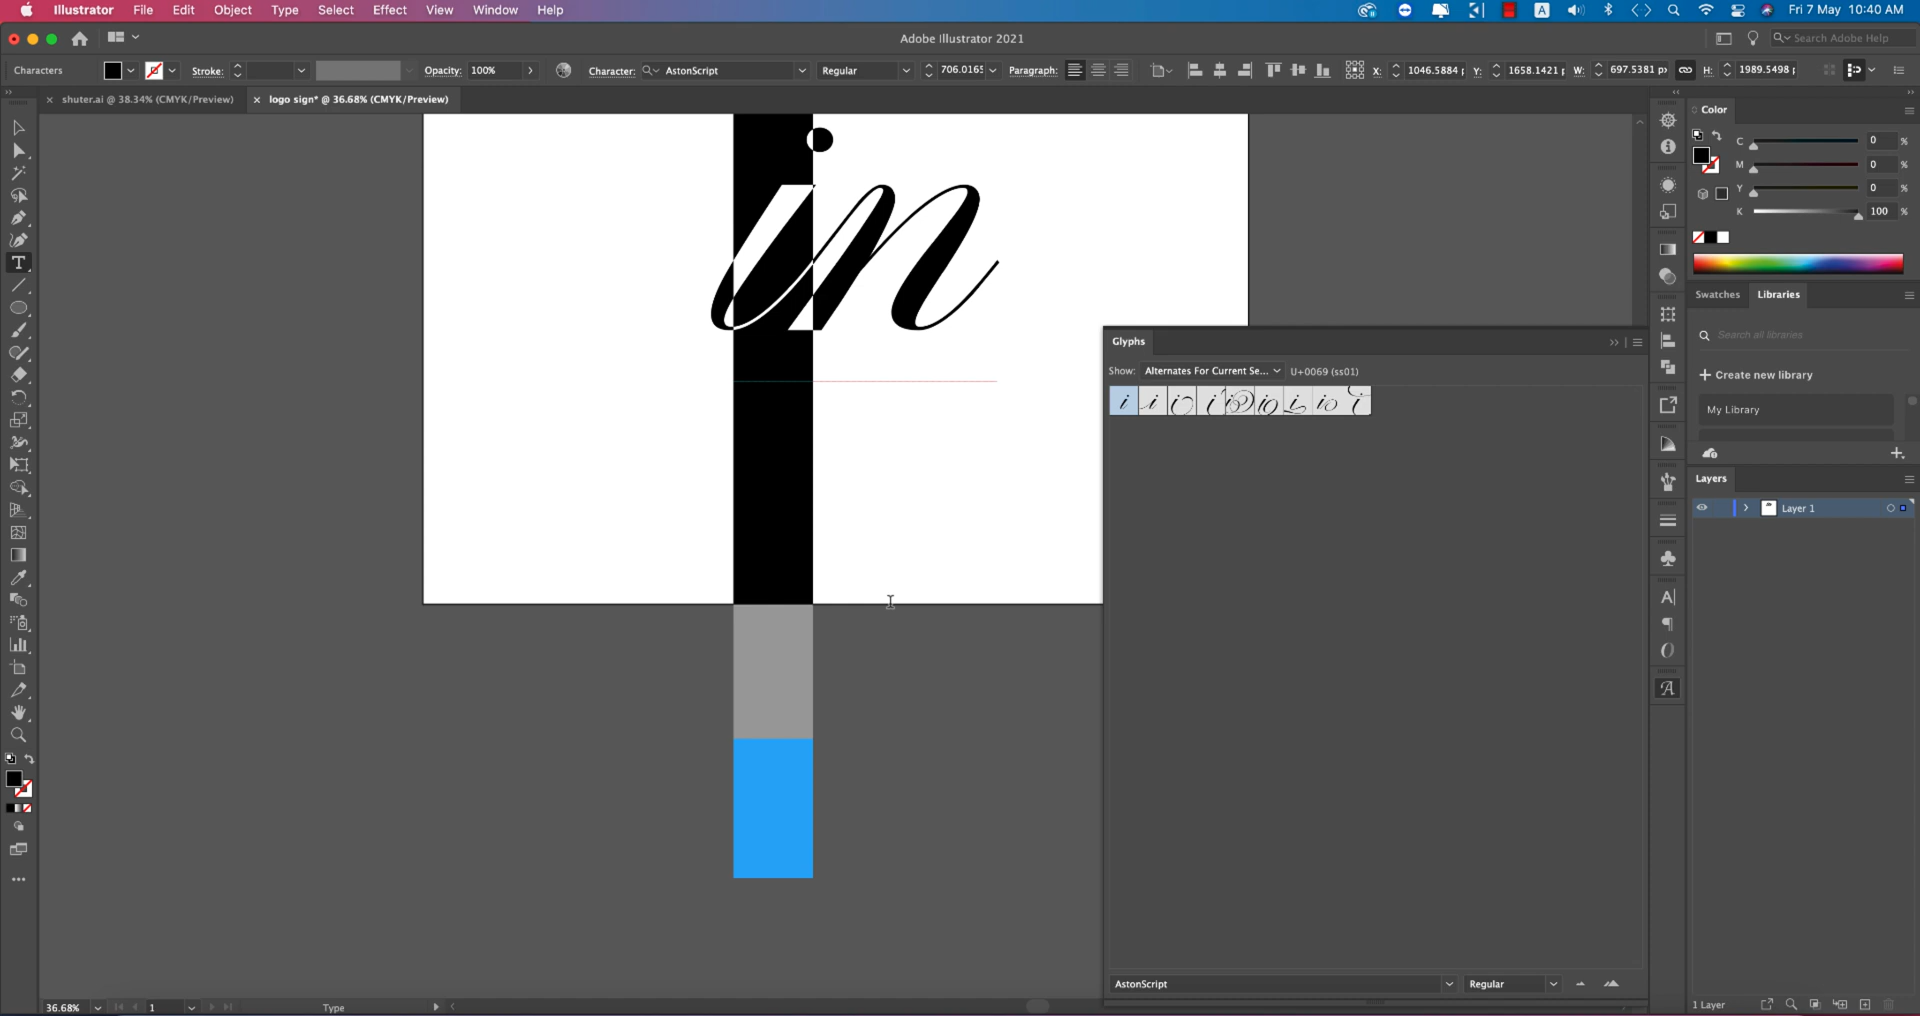 Illustrator File Edit Object Type Select Effect View Window Help
A
Fri 7 May 10:40 AM
Adobe Illustrator 2021
Search Adobe Help
Characters
Stroke:
Opacity: 100%
Character: AstonScript
Regular
706.0165
Paragraph:
X: 1046.5884 Y: 1658.1421 W: 697.5381 p H: 1989.5498
× shuter.ai @ 38.34% (CMYK/Preview)
× logo sign* @ 36.68% (CMYK/Preview)
in
Glyphs
Show: Alternates For Current Se... U+0069 (ss01)
i i i i i i i i i
AstonScript
Regular
Color
C 0 %
M 0 %
Y 0 %
K 100 %
Swatches Libraries
Search all libraries
+ Create new library
My Library
Layers
Layer 1
1 Layer
36.68%
1
Type